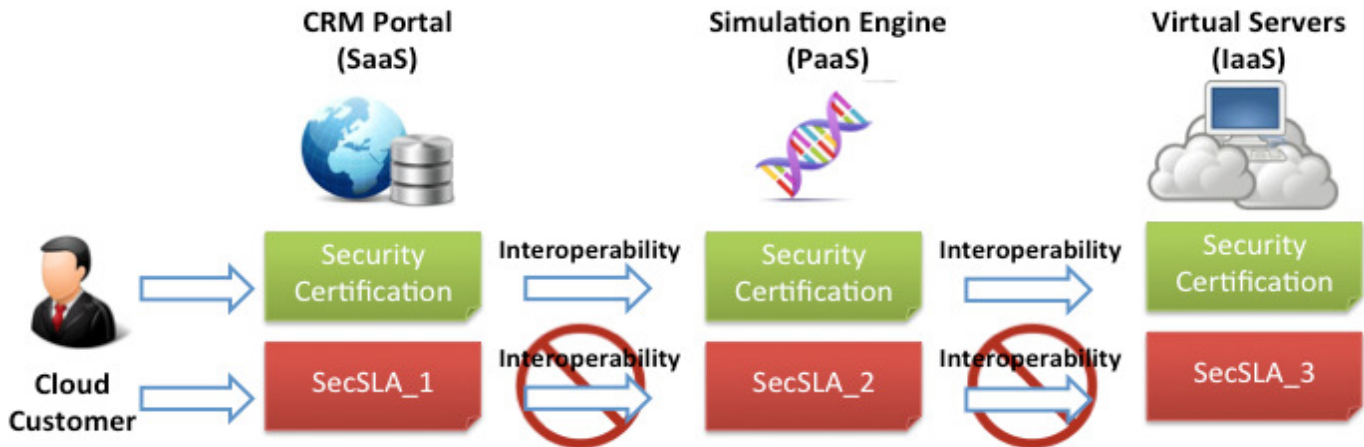 CRM Portal
(SaaS)
Simulation Engine
(PaaS)
Virtual Servers
(IaaS)
Security
Certification
Interoperability
Security
Certification
Interoperability
Security
Certification
Cloud
Customer
SecSLA_1
Interoperability
SecSLA_2
Interoperability
SecSLA_3